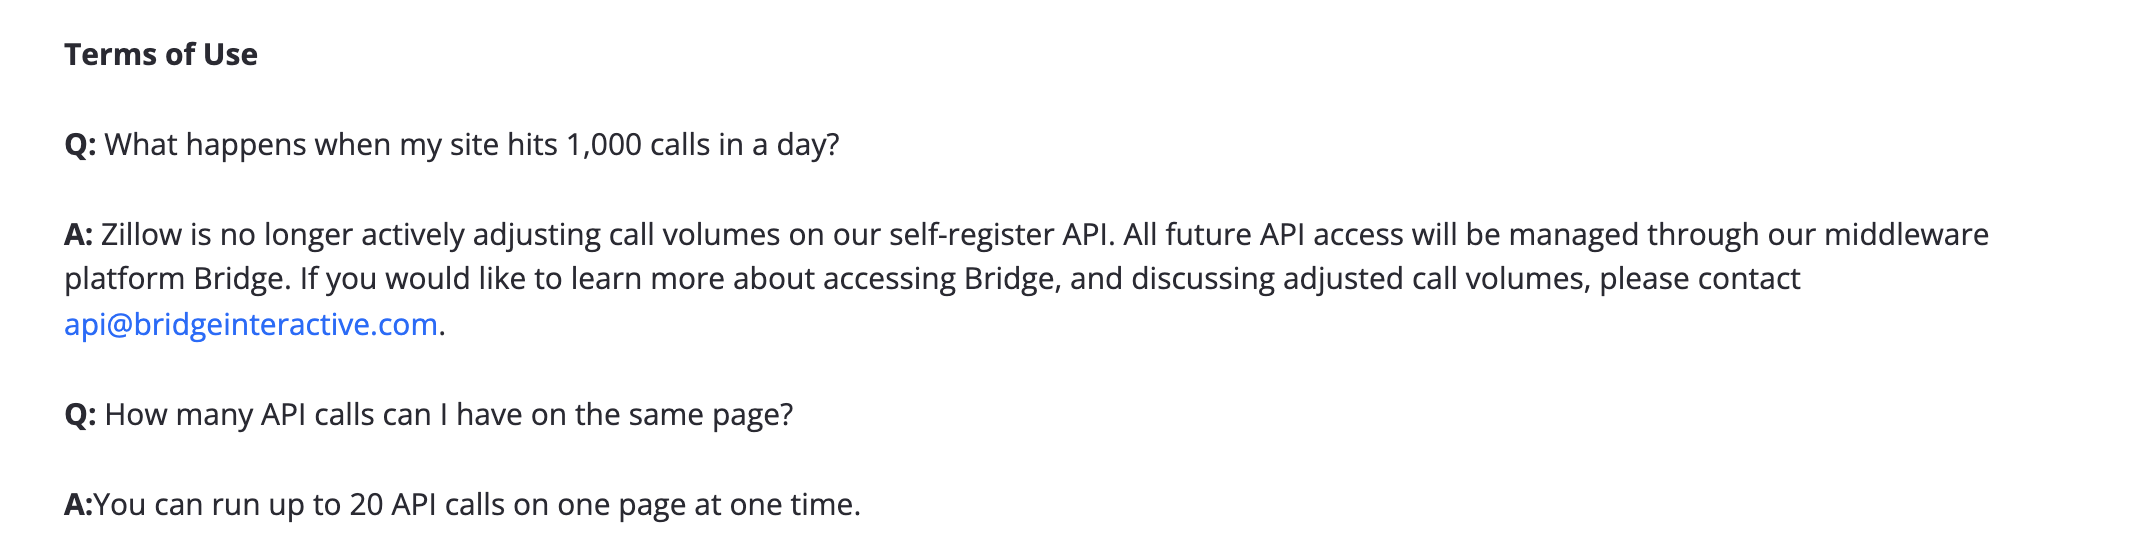 Terms of Use
Q: What happens when my site hits 1,000 calls in a day?
A: Zillow is no longer actively adjusting call volumes on our self-register API. All future API access will be managed through our middleware
platform Bridge. If you would like to learn more about accessing Bridge, and discussing adjusted call volumes, please contact
api@bridgeinteractive.com.
Q: How many API calls can I have on the same page?
A:You can run up to 20 API calls on one page at one time.